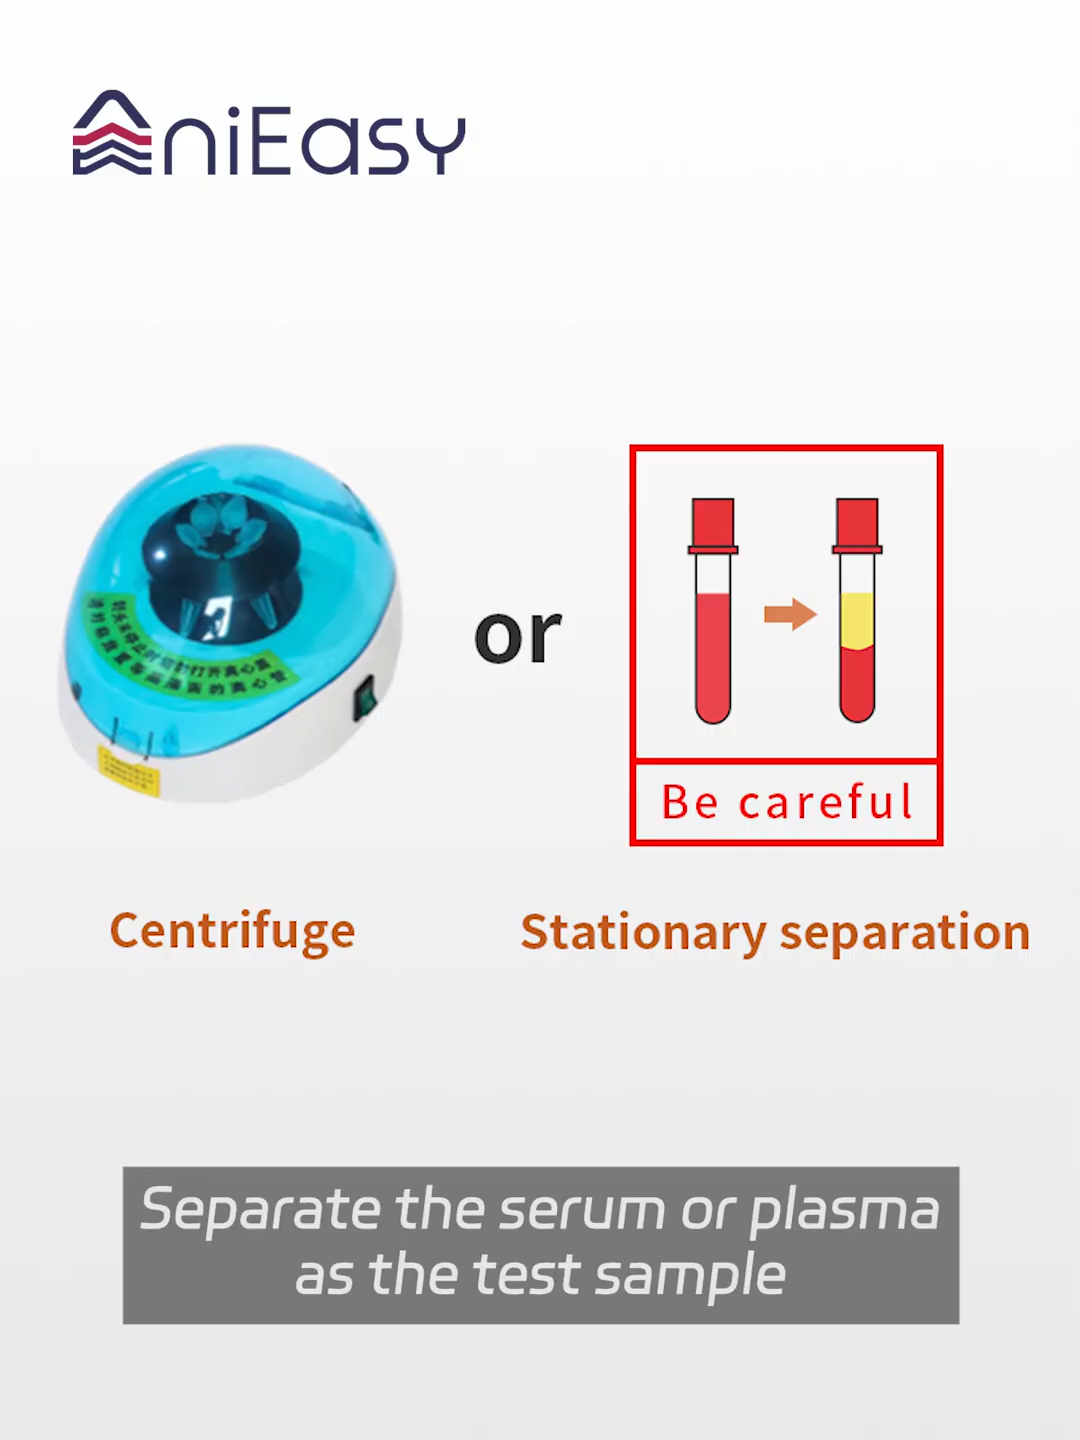 AniEasy
or
Be careful
Centrifuge
Stationary separation
Separate the serum or plasma
as the test sample